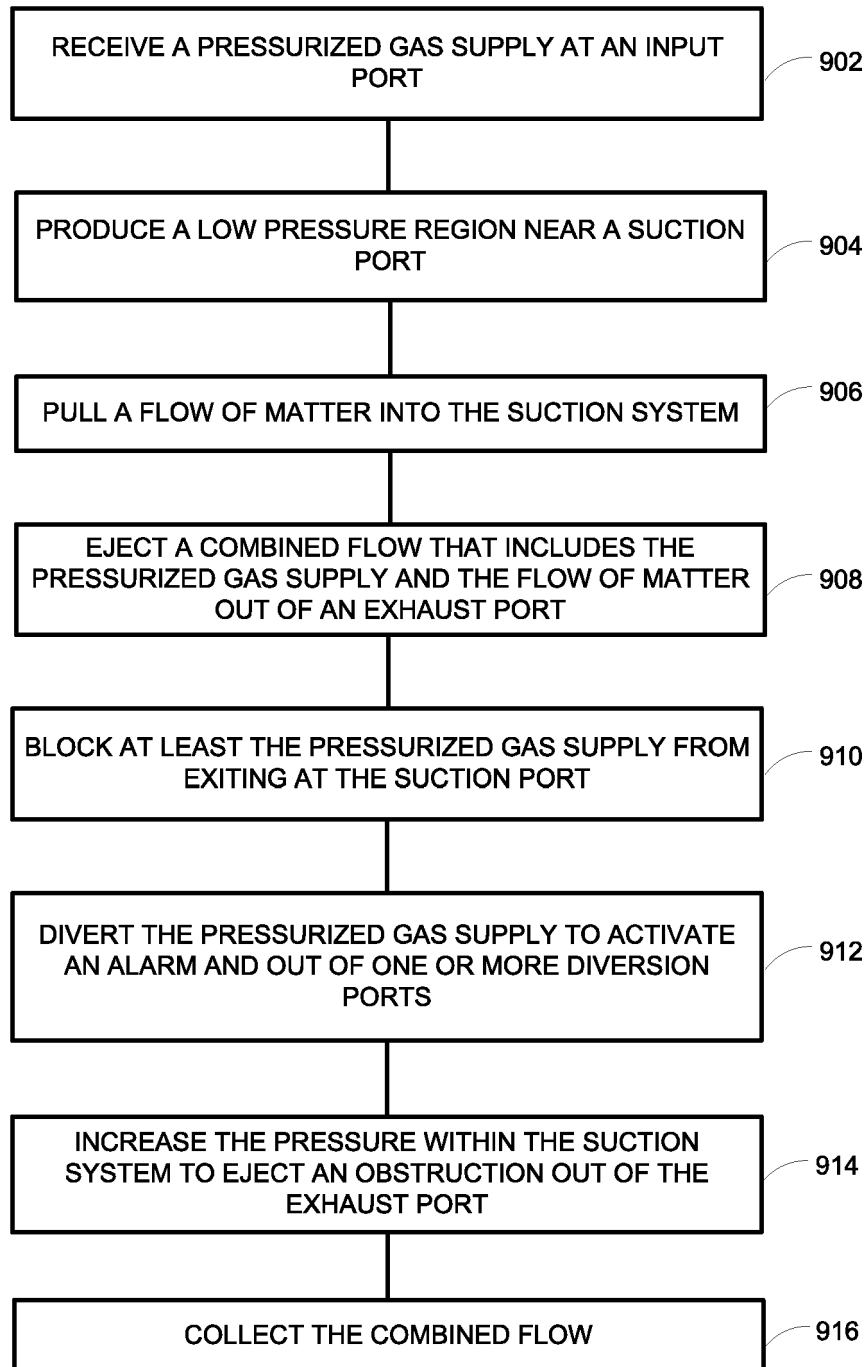 RECEIVE A PRESSURIZED GAS SUPPLY AT AN INPUT
PORT
902
PRODUCE A LOW PRESSURE REGION NEAR A SUCTION
PORT
904
PULL A FLOW OF MATTER INTO THE SUCTION SYSTEM
906
EJECT A COMBINED FLOW THAT INCLUDES THE
PRESSURIZED GAS SUPPLY AND THE FLOW OF MATTER
OUT OF AN EXHAUST PORT
908
BLOCK AT LEAST THE PRESSURIZED GAS SUPPLY FROM
EXITING AT THE SUCTION PORT
910
DIVERT THE PRESSURIZED GAS SUPPLY TO ACTIVATE
AN ALARM AND OUT OF ONE OR MORE DIVERSION
PORTS
912
INCREASE THE PRESSURE WITHIN THE SUCTION
SYSTEM TO EJECT AN OBSTRUCTION OUT OF THE
EXHAUST PORT
914
COLLECT THE COMBINED FLOW
916